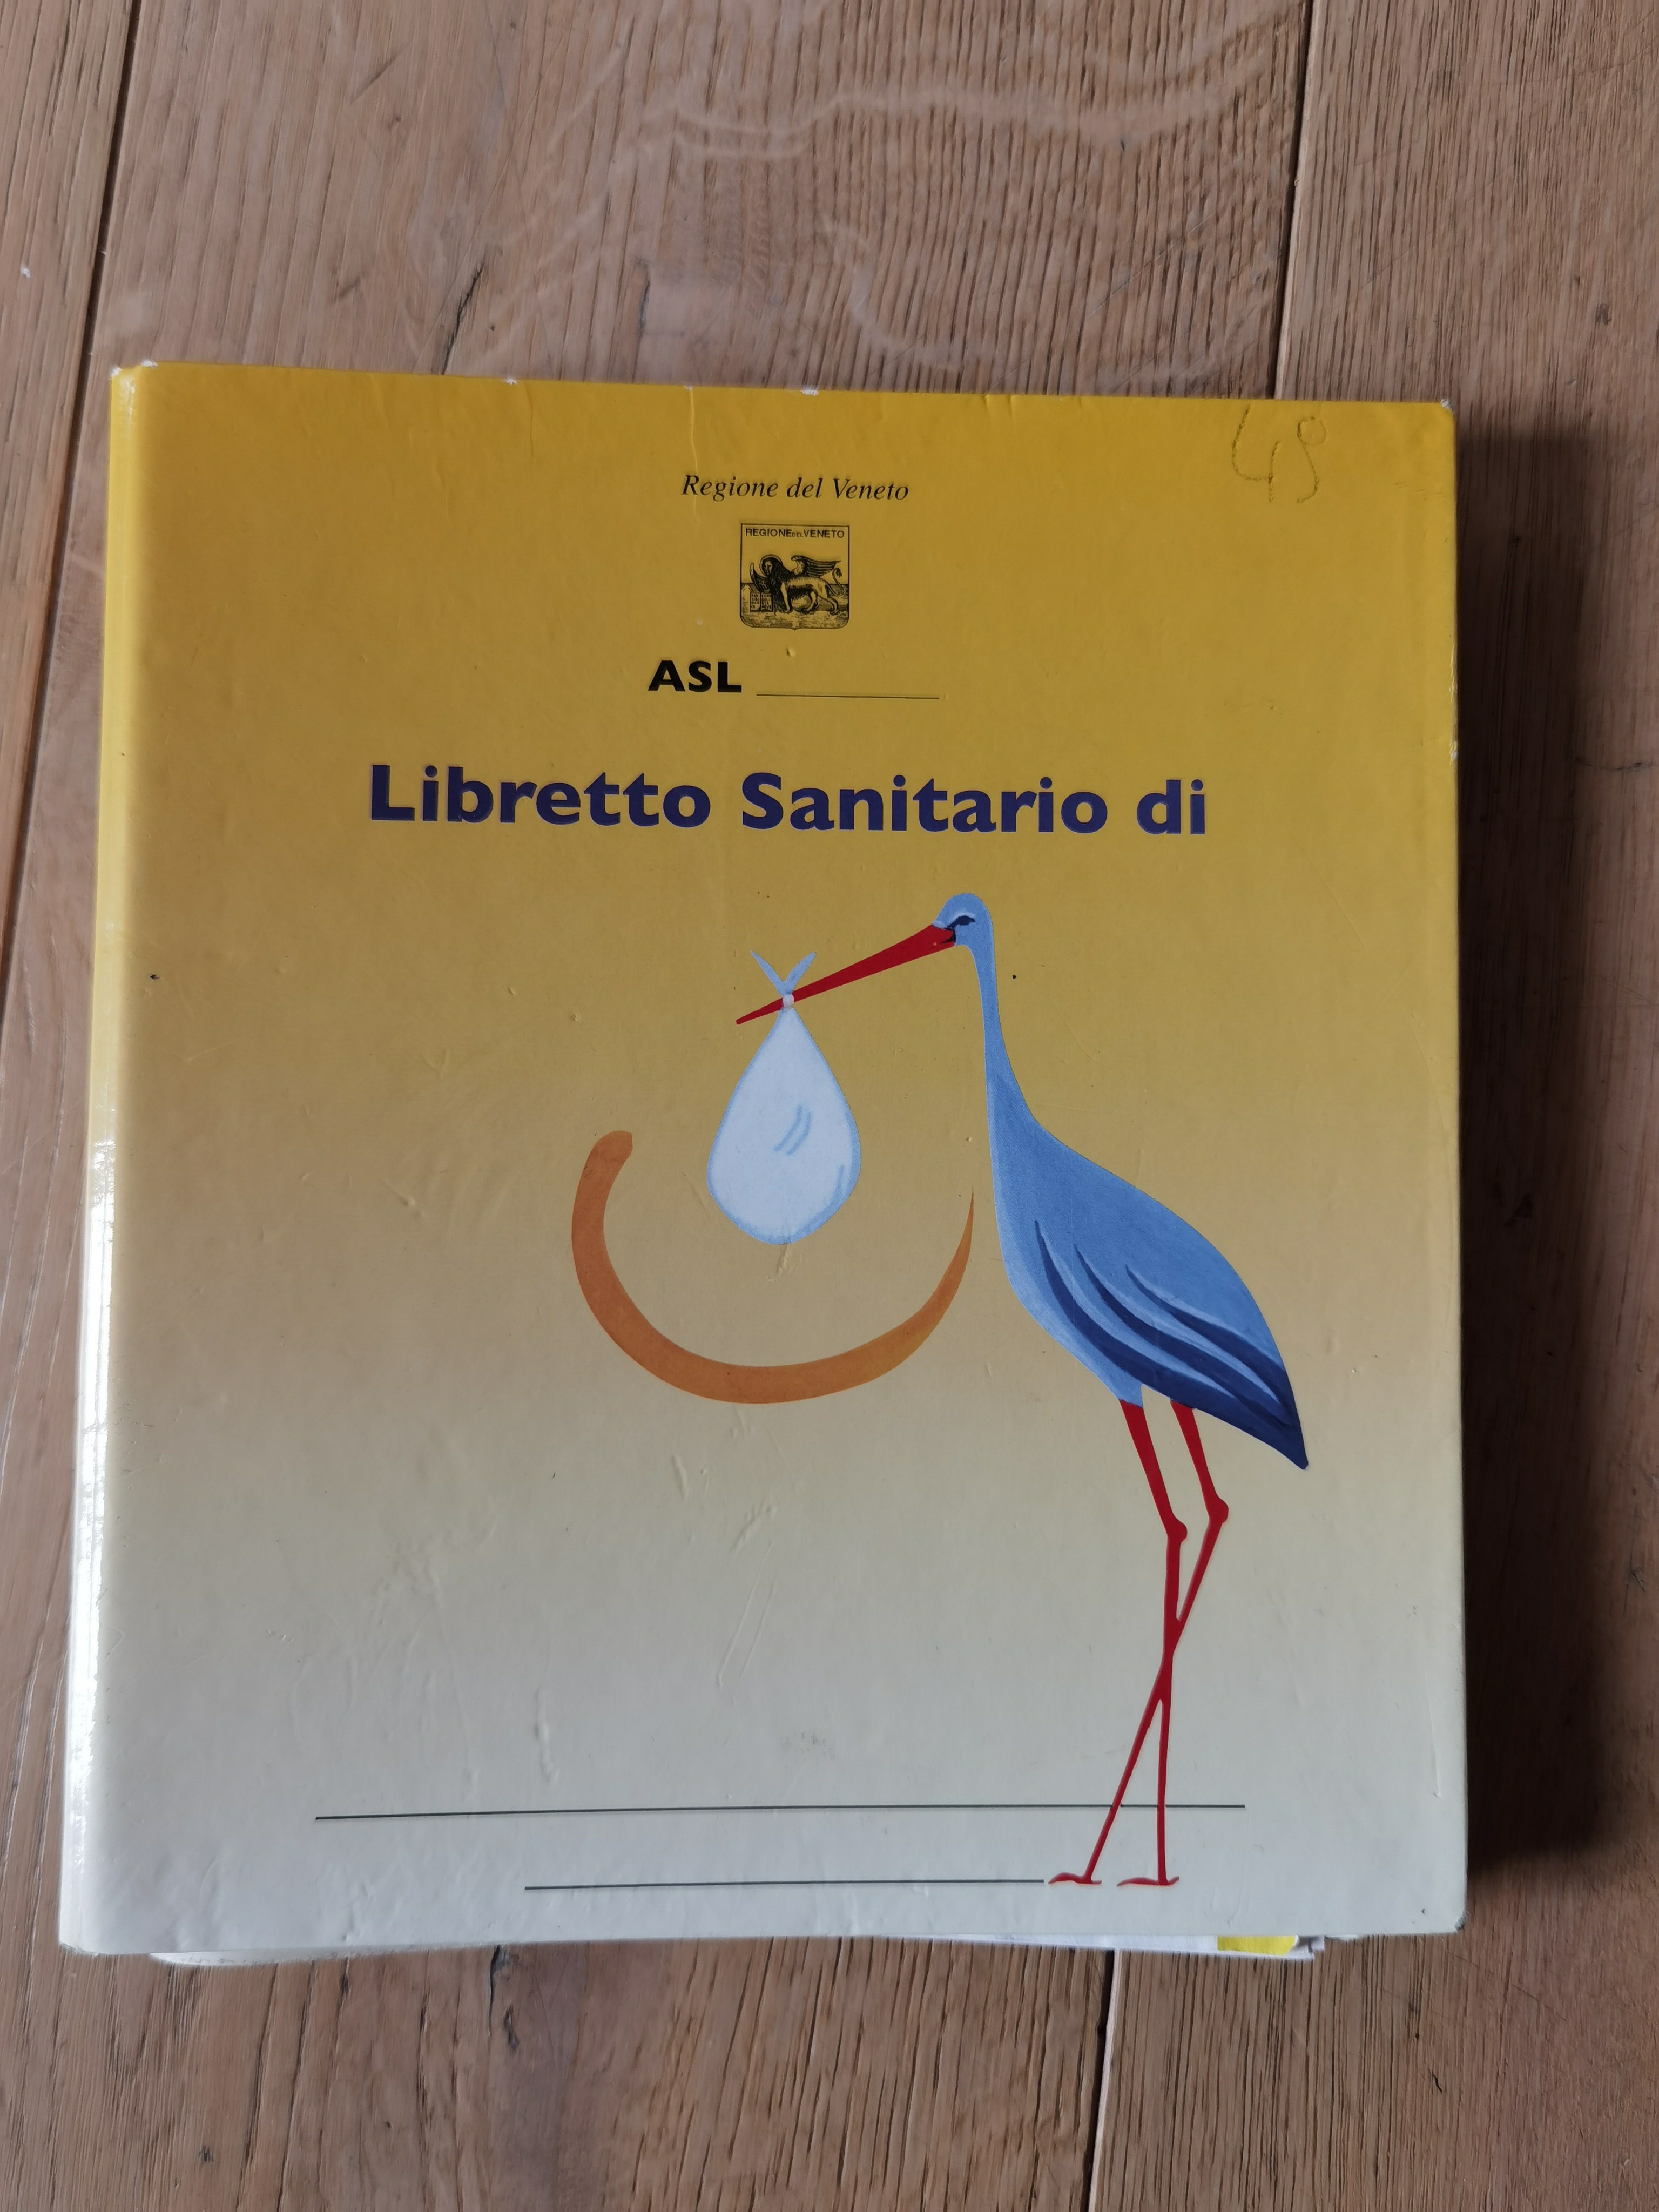 Regione del Veneto
REGIONE DEL VENETO
ASL
Libretto Sanitario di